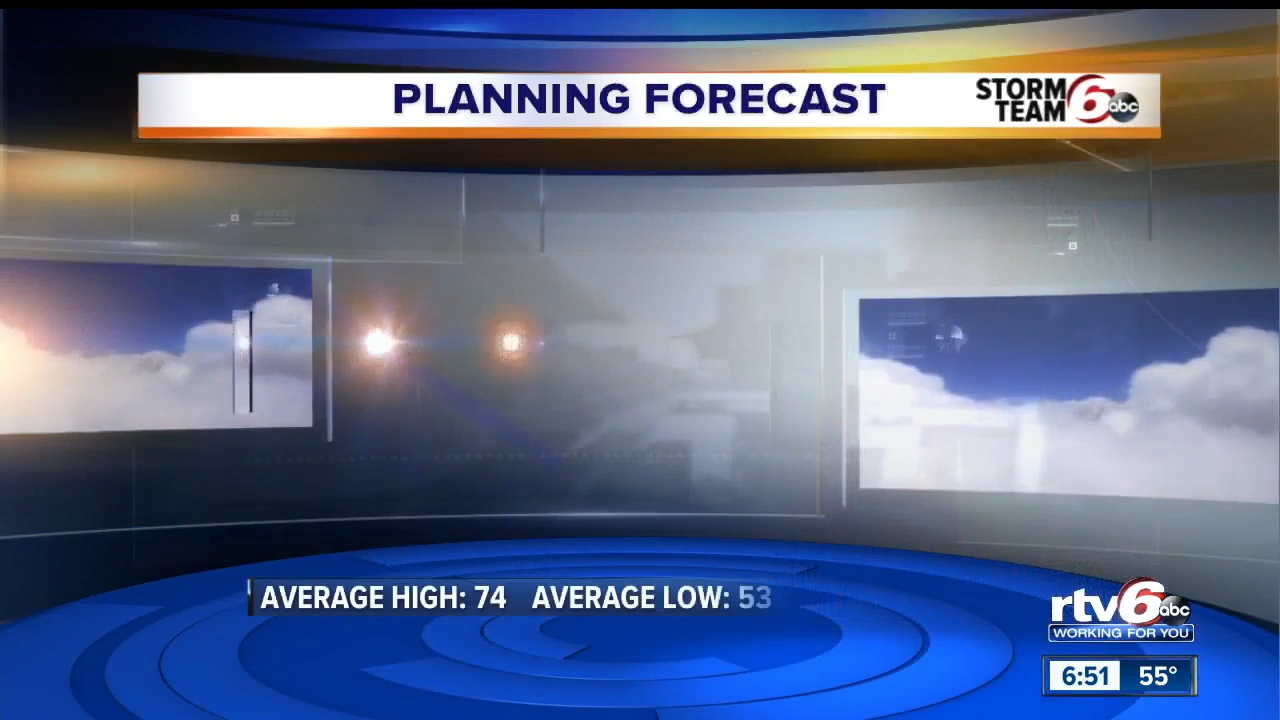 PLANNING FORECAST
STORM
TEAM 6 abc
AVERAGE HIGH: 74 AVERAGE LOW: 53
rtv6 abc
WORKING FOR YOU
6:51 55°